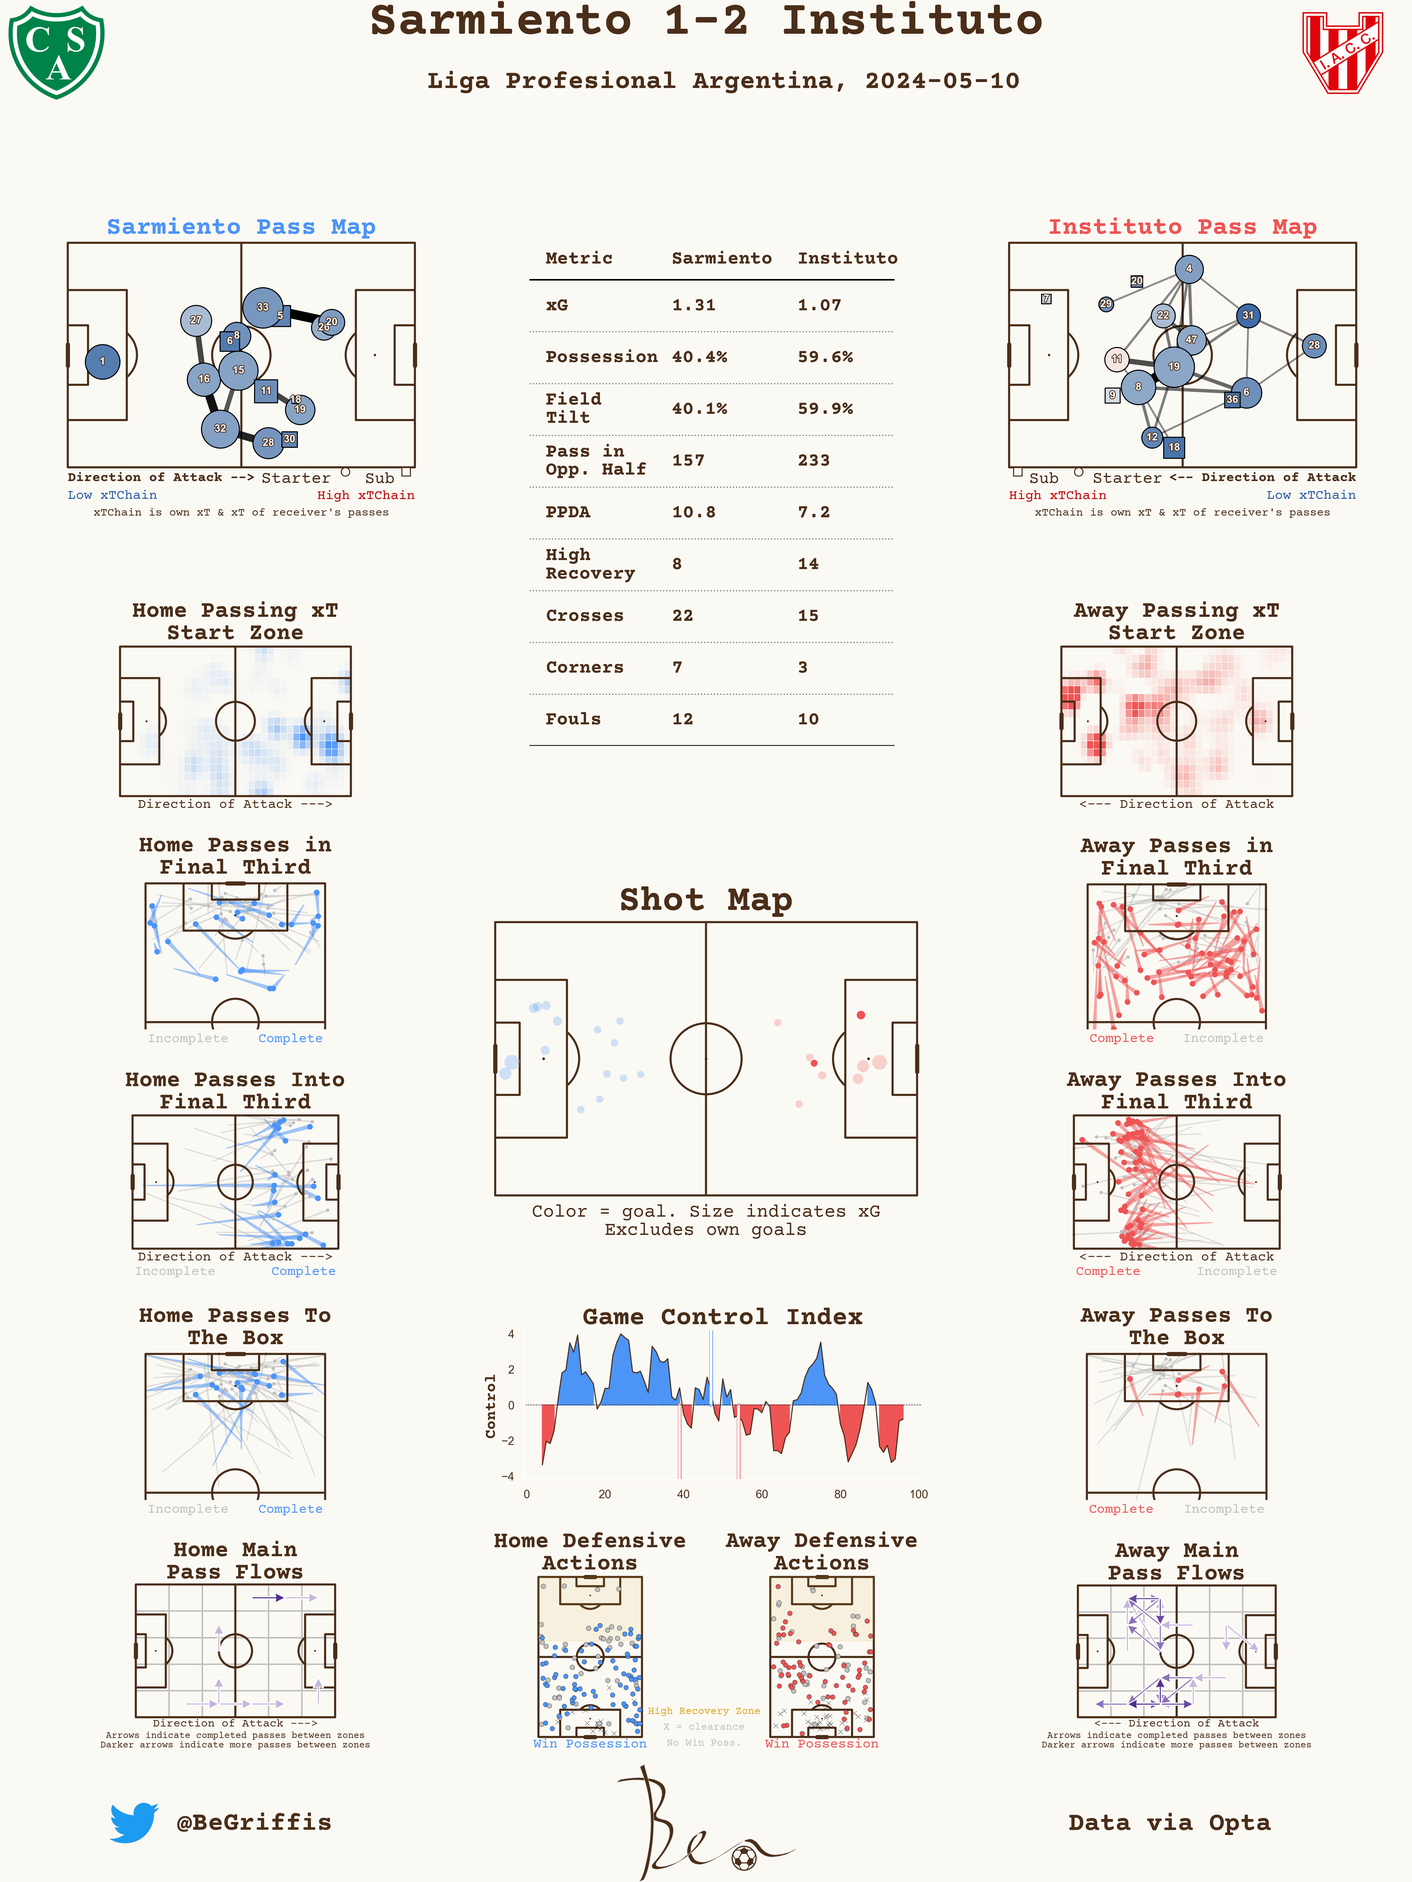 Sarmiento 1-2 Instituto
Liga Profesional Argentina, 2024-05-10
C S
A
I.A.C.C.
Sarmiento Pass Map
27
33
5
26
20
8
6
1
16
15
11
18
19
32
28
30
Direction of Attack --> Starter Sub
Low xTChain High xTChain
xTChain is own xT & xT of receiver's passes
Metric Sarmiento Instituto
xG 1.31 1.07
Possession 40.4% 59.6%
Field
Tilt 40.1% 59.9%
Pass in
Opp. Half 157 233
PPDA 10.8 7.2
High
Recovery 8 14
Crosses 22 15
Corners 7 3
Fouls 12 10
Instituto Pass Map
4
20
7
29
22
31
47
28
11
19
8
9
6
36
12
18
Sub Starter <-- Direction of Attack
High xTChain Low xTChain
xTChain is own xT & xT of receiver's passes
Home Passing xT
Start Zone
Direction of Attack --->
Away Passing xT
Start Zone
<--- Direction of Attack
Home Passes in
Final Third
Incomplete Complete
Away Passes in
Final Third
Complete Incomplete
Shot Map
Color = goal. Size indicates xG
Excludes own goals
Home Passes Into
Final Third
Direction of Attack --->
Incomplete Complete
Away Passes Into
Final Third
<--- Direction of Attack
Complete Incomplete
Home Passes To
The Box
Incomplete Complete
Game Control Index
Control
4
2
0
−2
−4
0 20 40 60 80 100
Away Passes To
The Box
Complete Incomplete
Home Main
Pass Flows
Direction of Attack --->
Arrows indicate completed passes between zones
Darker arrows indicate more passes between zones
Home Defensive
Actions
Win Possession
High Recovery Zone
X = clearance
No Win Poss.
Away Defensive
Actions
Win Possession
Away Main
Pass Flows
<--- Direction of Attack
Arrows indicate completed passes between zones
Darker arrows indicate more passes between zones
@BeGriffis
Ben
Data via Opta